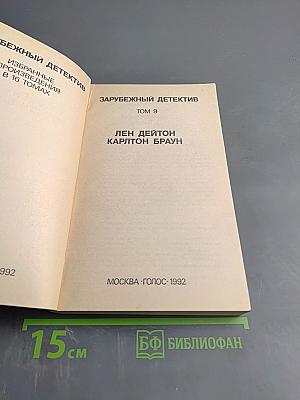 УБЕЖНЫЙ ДЕТЕКТИВ
ИЗБРАННЫЕ
ПРОИЗВЕДЕНИЯ
В 16 ТОМАХ
1992
ЗАРУБЕЖНЫЙ ДЕТЕКТИВ
ТОМ 9
ЛЕН ДЕЙТОН
КАРЛТОН БРАУН
МОСКВА·ГОЛОС·1992
15 см
БФ БИБЛИОФАН